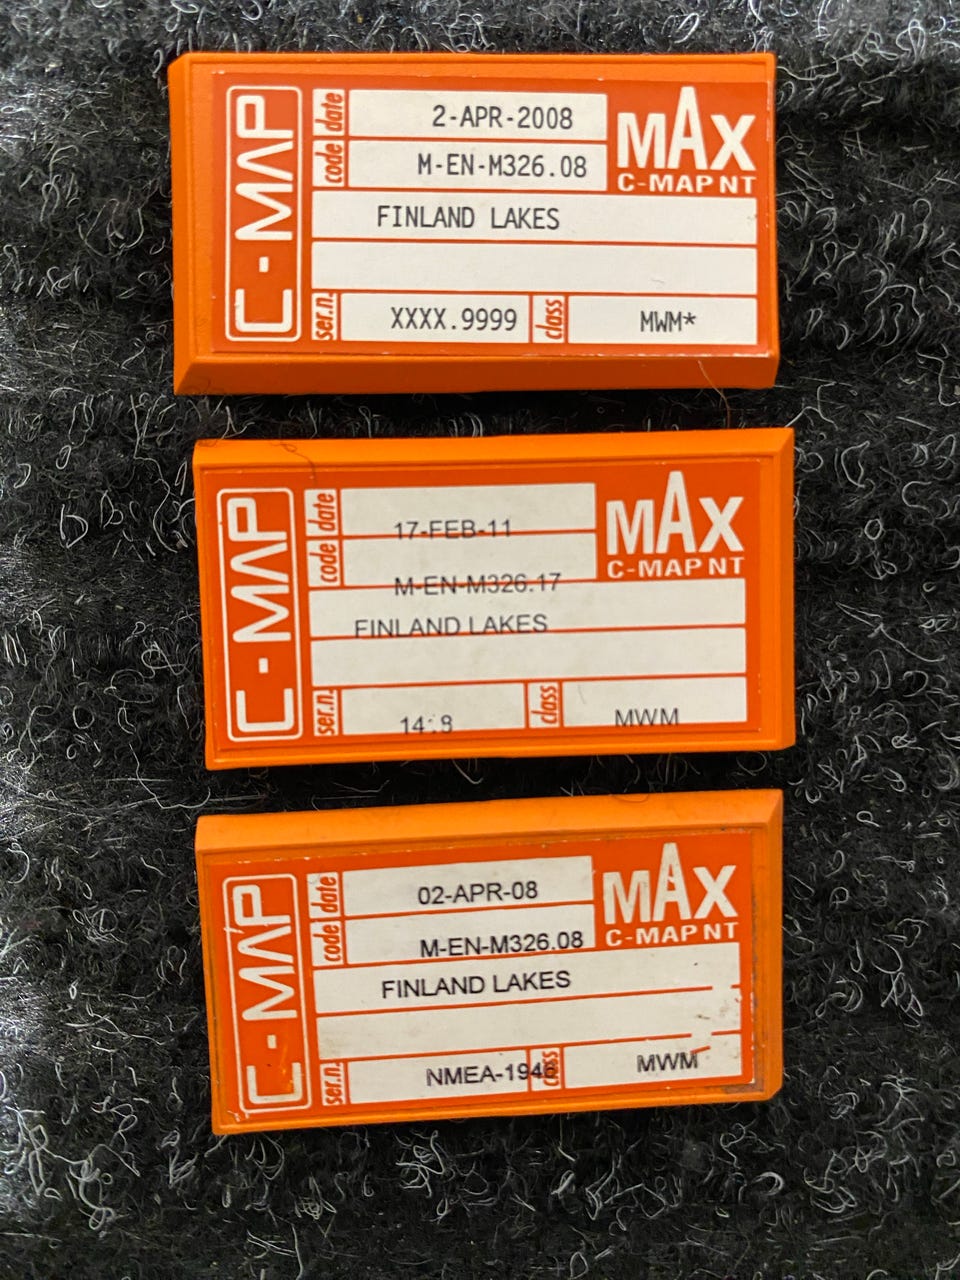 C-MAP
date 2-APR-2008
code M-EN-M326.08
MAX
C-MAP NT
FINLAND LAKES
ser.n. XXXX.9999 class MWM*
C-MAP
date 17-FEB-11
code M-EN-M326.17
MAX
C-MAP NT
FINLAND LAKES
ser.n. class MWM
C-MAP
date 02-APR-08
code M-EN-M326.08
MAX
C-MAP NT
FINLAND LAKES
ser.n. class MWM